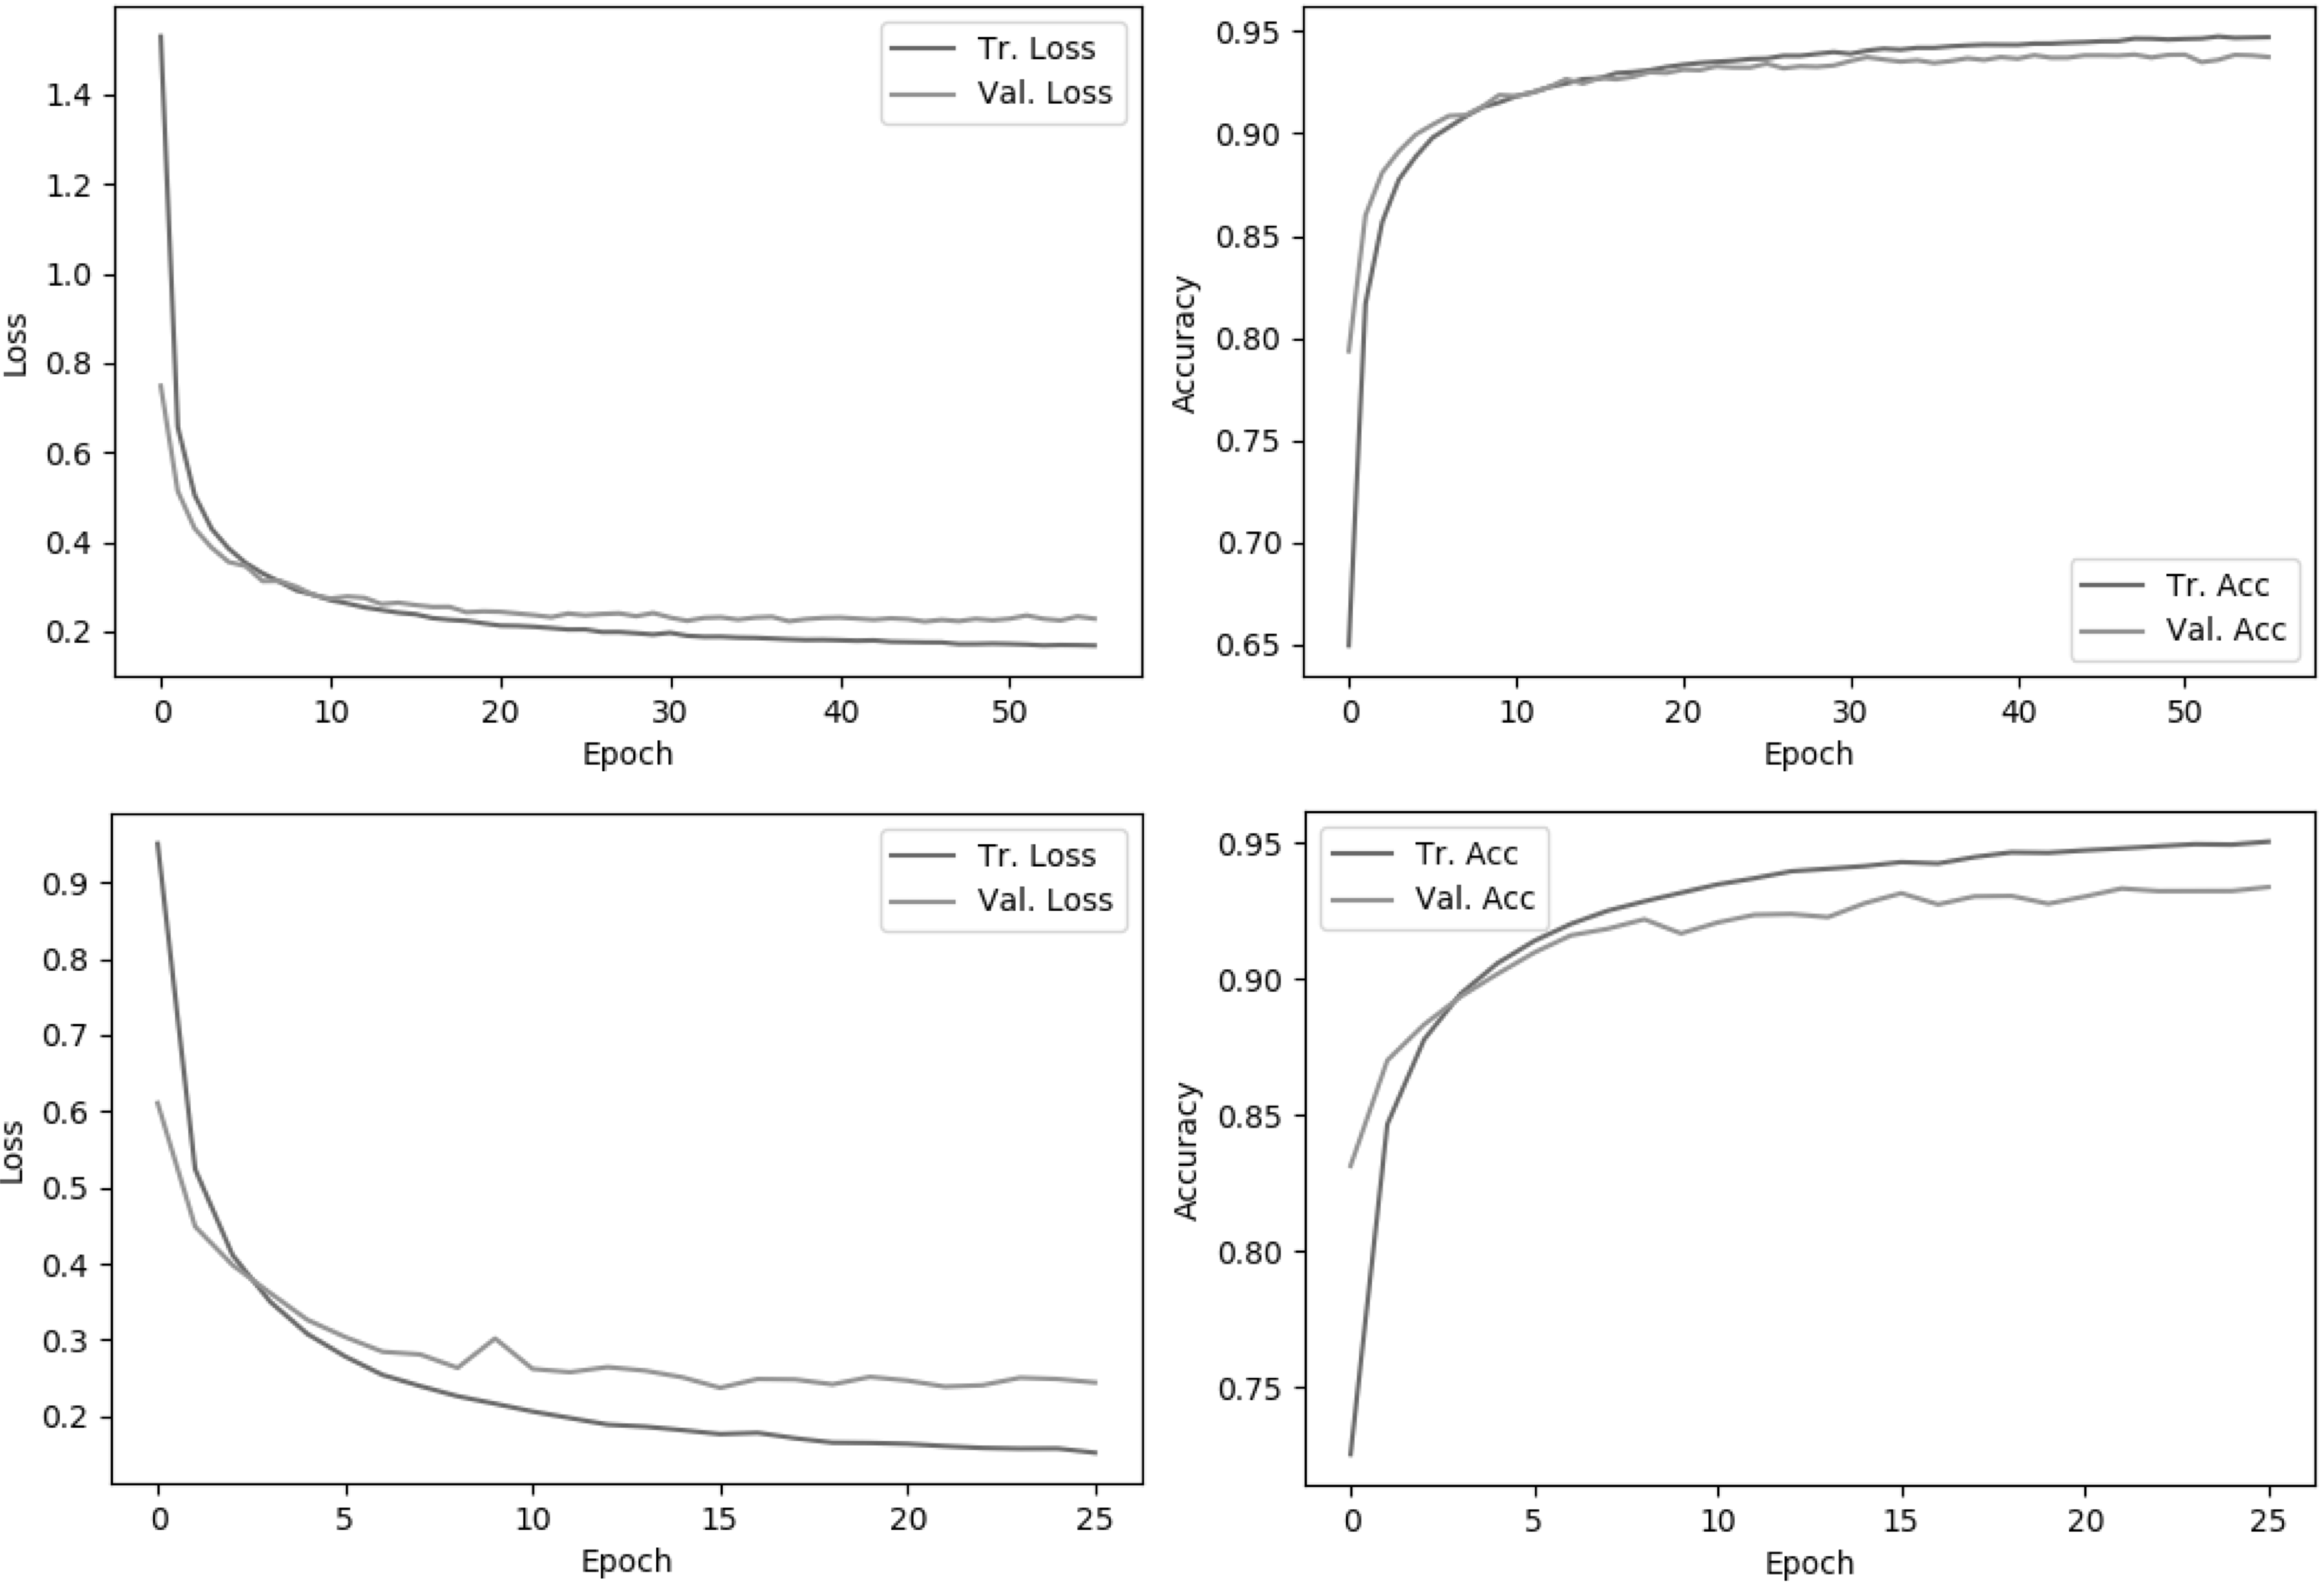 Tr. Loss
Val. Loss
1.4
1.2
1.0
0.8
0.6
0.4
0.2
Loss
0 10 20 30 40 50
Epoch
0.95
0.90
0.85
0.80
0.75
0.70
0.65
Accuracy
Tr. Acc
Val. Acc
0 10 20 30 40 50
Epoch
Tr. Loss
Val. Loss
0.9
0.8
0.7
0.6
0.5
0.4
0.3
0.2
Loss
0 5 10 15 20 25
Epoch
Tr. Acc
Val. Acc
0.95
0.90
0.85
0.80
0.75
Accuracy
0 5 10 15 20 25
Epoch